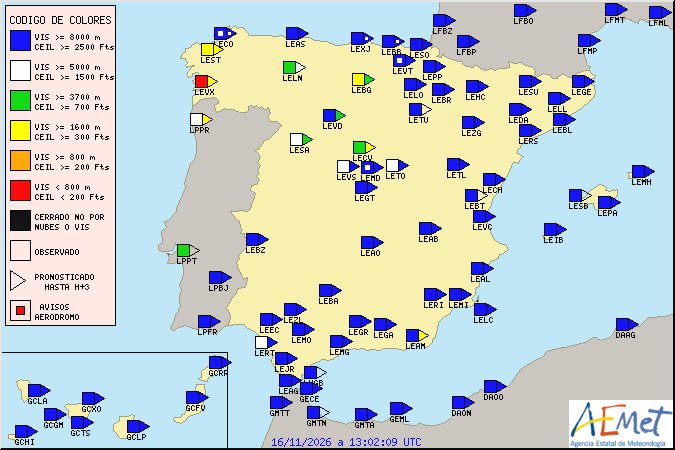 CODIGO DE COLORES
VIS >= 8000 m
CEIL >= 2500 Fts
VIS >= 5000 m
CEIL >= 1500 Fts
VIS >= 3700 m
CEIL >= 700 Fts
VIS >= 1600 m
CEIL >= 300 Fts
VIS >= 800 m
CEIL >= 200 Fts
VIS < 800 m
CEIL < 200 Fts
CERRADO NO POR
NUBES O VIS
OBSERVADO
PRONOSTICADO
HASTA H+3
AVISOS
AERODROMO
LFBO
LFMT
LFML
LFBZ
LECO
LEAS
LEXJ
LEBB
LESO
LFBP
LFMP
LEST
LEVT
LEPP
LELN
LEBG
LEVX
LELO
LEBR
LEHC
LESU
LEGE
LELL
LPPR
LEVD
LETU
LEZG
LEDA
LEBL
LERS
LESA
LECV
LEVS
LEMD
LETO
LETL
LEMH
LEGT
LECH
LEBT
LESB
LEPA
LEVC
LEIB
LEBZ
LEAO
LEAB
LPPT
LEAL
LPBJ
LEBA
LERI
LEMI
LEZL
LELC
LPFR
LEEC
LEMO
LEGR
LEGA
DAAG
LERT
LEMG
LEAM
LEJR
GCRR
LEAG
LXGB
GECE
DAOO
GCLA
GCXO
GCFV
GMTT
GMTN
GMTA
GEML
DAON
GCGM
GCTS
GCLP
GCHI
16/11/2026 a 13:02:09 UTC
AEMet
Agencia Estatal de Meteorología